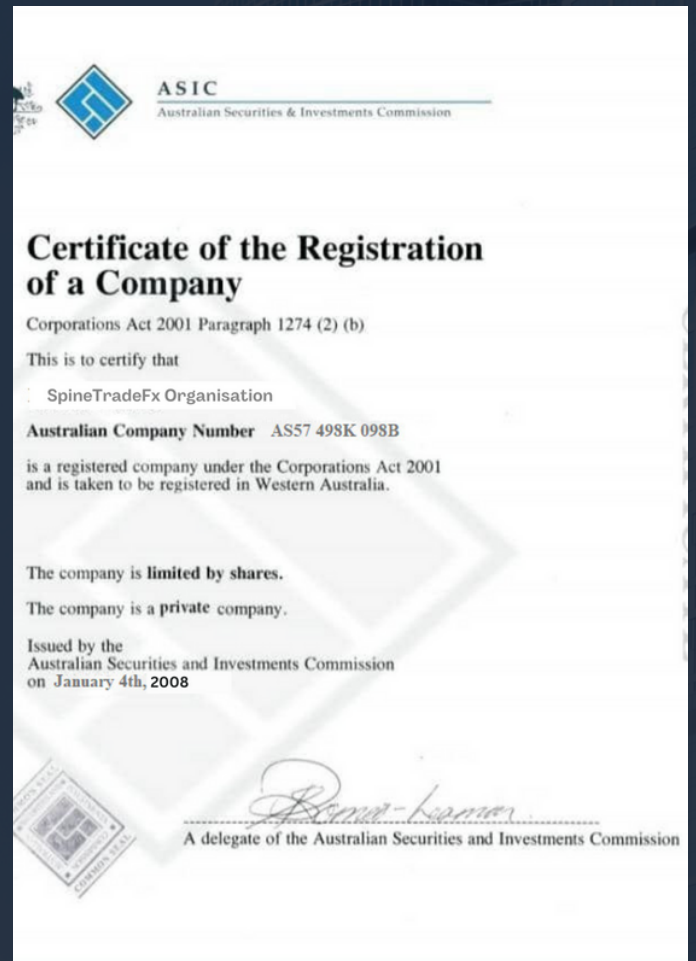 ASIC
Australian Securities & Investments Commission
Certificate of the Registration
of a Company
Corporations Act 2001 Paragraph 1274 (2) (b)
This is to certify that
SpineTradeFx Organisation
Australian Company Number AS57 498K 098B
is a registered company under the Corporations Act 2001
and is taken to be registered in Western Australia.
The company is limited by shares.
The company is a private company.
Issued by the
Australian Securities and Investments Commission
on January 4th, 2008
A delegate of the Australian Securities and Investments Commission
COMMON SEAL